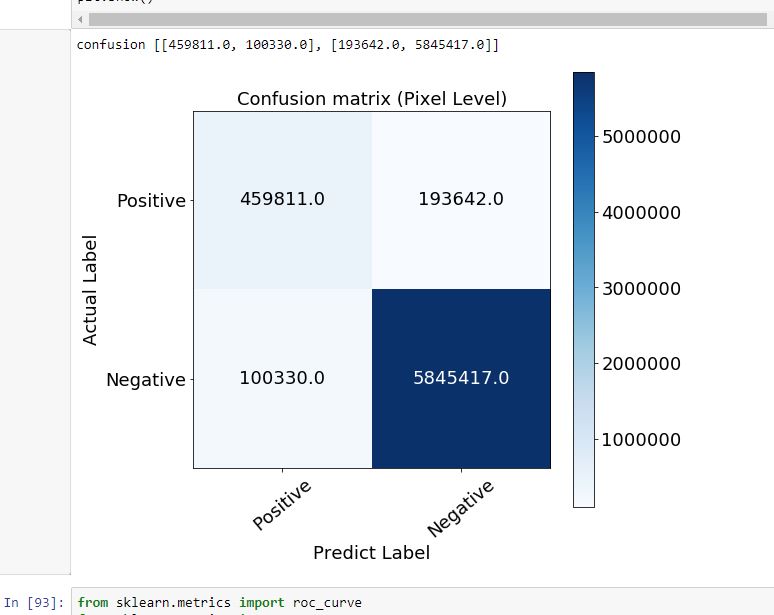 confusion [[459811.0, 100330.0], [193642.0, 5845417.0]]
Confusion matrix (Pixel Level)
Positive 459811.0 193642.0
Negative 100330.0 5845417.0
Actual Label
Positive Negative
Predict Label
5000000
4000000
3000000
2000000
1000000
In [93]: from sklearn.metrics import roc_curve